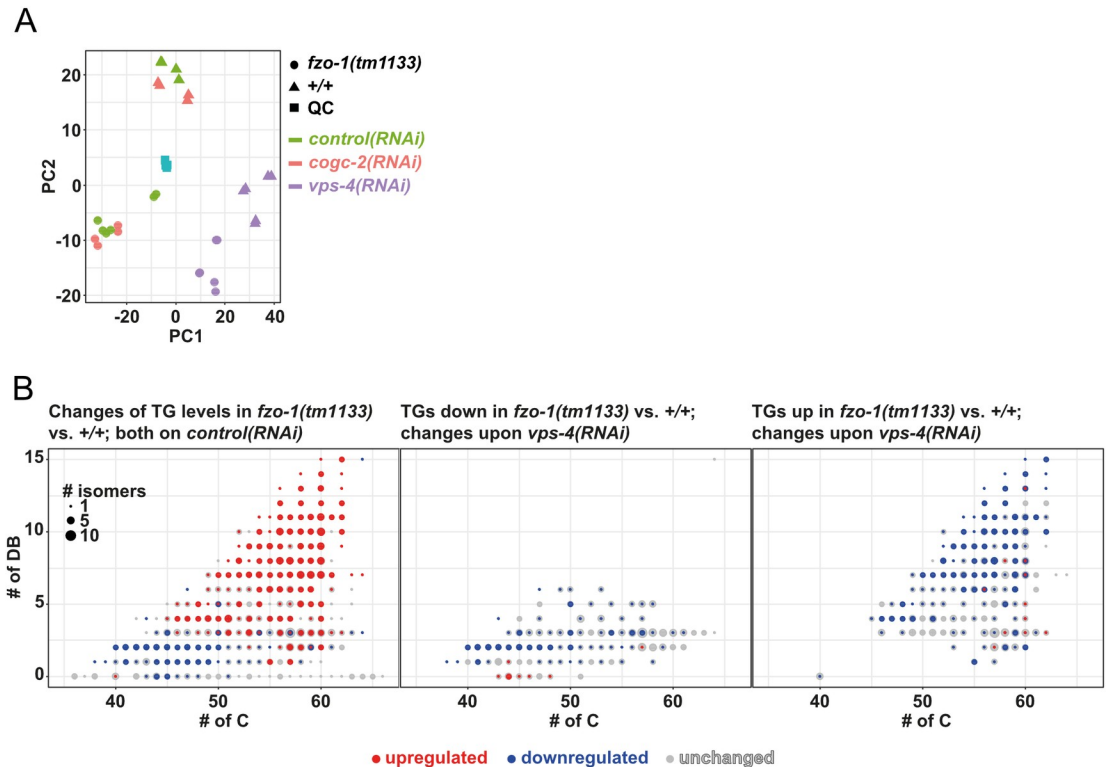 A
20
10
0
-10
-20
PC2
-20
0
20
40
PC1
fzo-1(tm1133)
+/+
QC
control(RNAi)
cogc-2(RNAi)
vps-4(RNAi)
B
Changes of TG levels in fzo-1(tm1133)
vs. +/+; both on control(RNAi)
TGs down in fzo-1(tm1133) vs. +/+;
changes upon vps-4(RNAi)
TGs up in fzo-1(tm1133) vs. +/+;
changes upon vps-4(RNAi)
# isomers
1
5
10
15
10
5
0
# of DB
40
50
60
# of C
40
50
60
# of C
40
50
60
# of C
upregulated
downregulated
unchanged